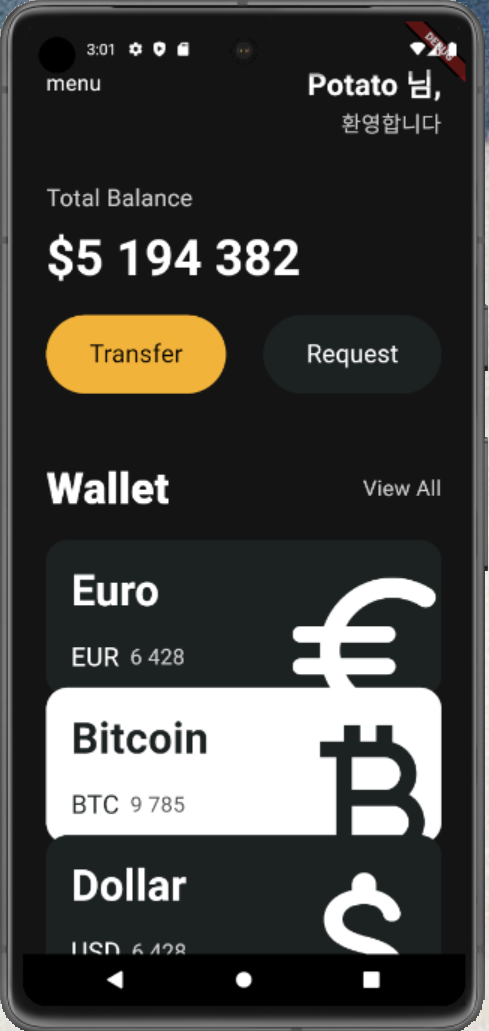 3:01
DEBUG
menu
Potato 님,
환영합니다
Total Balance
$5 194 382
Transfer
Request
Wallet
View All
Euro
EUR 6 428
€
Bitcoin
BTC 9 785
Dollar
USD 6 428
$